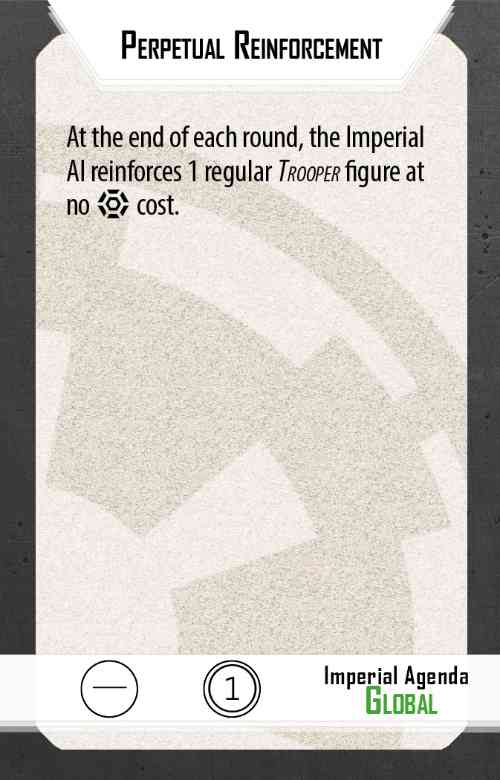 Perpetual Reinforcement
At the end of each round, the Imperial
AI reinforces 1 regular Trooper figure at
no cost.
— 1 Imperial Agenda
Global